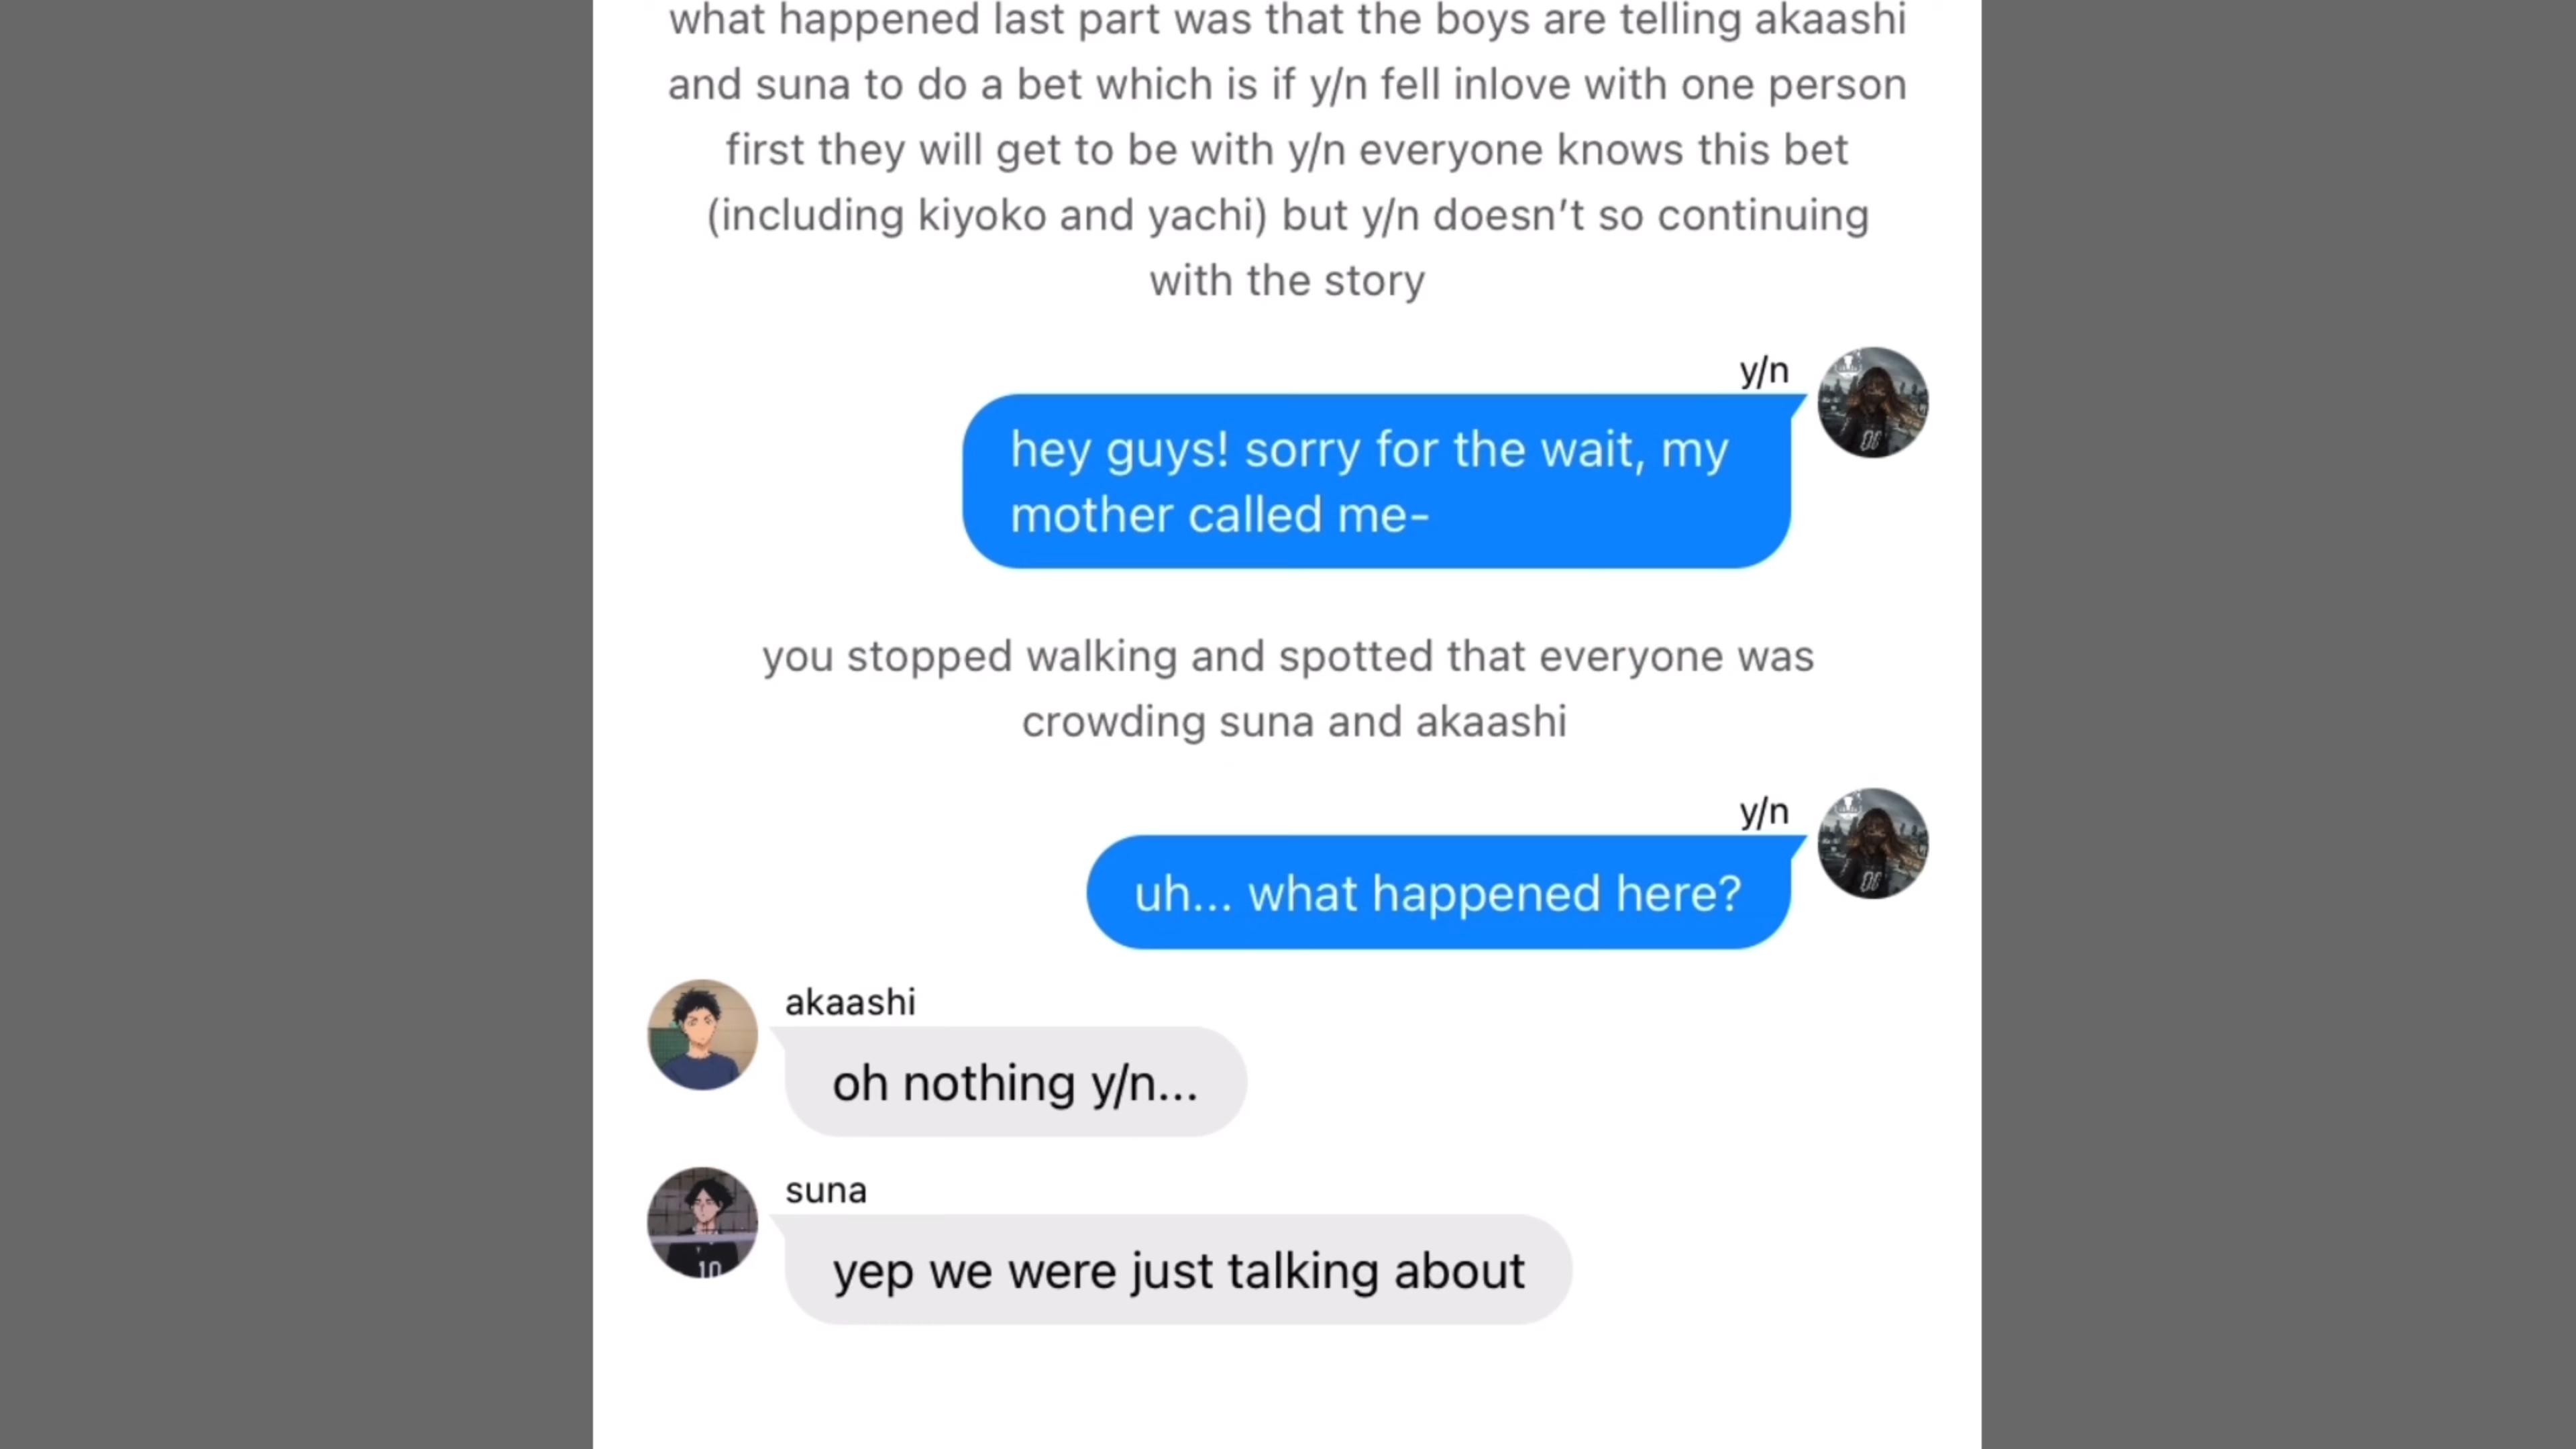 what happened last part was that the boys are telling akaashi
and suna to do a bet which is if y/n fell inlove with one person
first they will get to be with y/n everyone knows this bet
(including kiyoko and yachi) but y/n doesn't so continuing
with the story
y/n
hey guys! sorry for the wait, my
mother called me-
you stopped walking and spotted that everyone was
crowding suna and akaashi
y/n
uh... what happened here?
akaashi
oh nothing y/n...
suna
yep we were just talking about
10